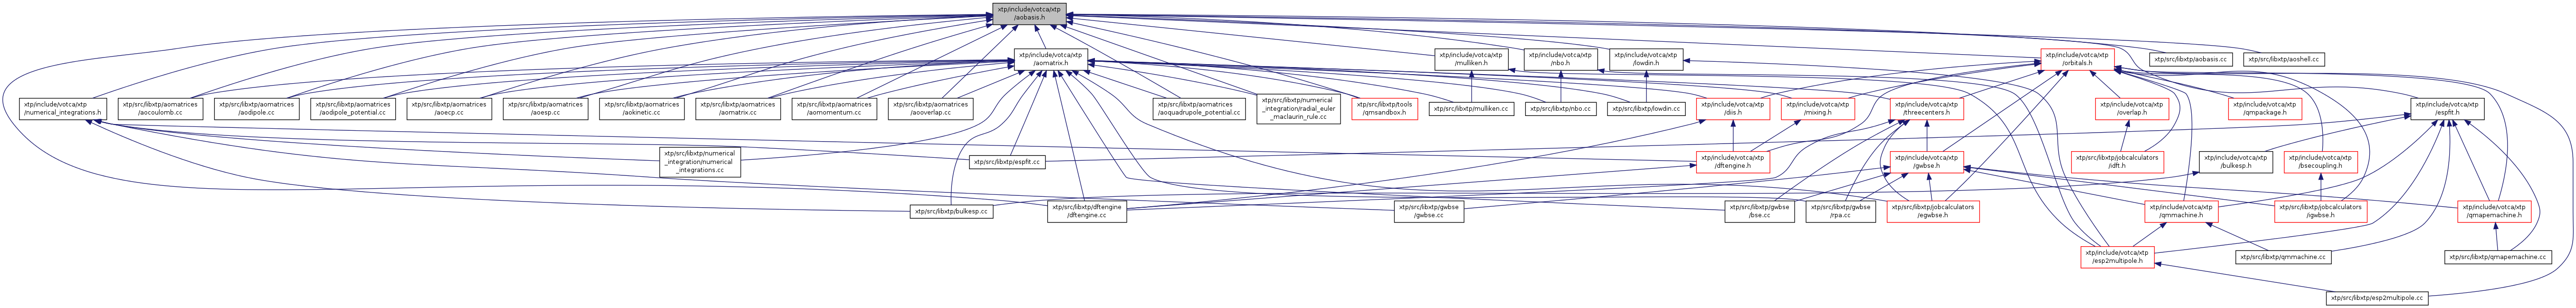 xtp/include/votca/xtp
/aobasis.h
xtp/include/votca/xtp
/aomatrix.h
xtp/include/votca/xtp
/mulliken.h
xtp/include/votca/xtp
/nbo.h
xtp/include/votca/xtp
/lowdin.h
xtp/include/votca/xtp
/orbitals.h
xtp/src/libxtp/aobasis.cc
xtp/src/libxtp/aoshell.cc
xtp/include/votca/xtp
/numerical_integrations.h
xtp/src/libxtp/aomatrices
/aocoulomb.cc
xtp/src/libxtp/aomatrices
/aodipole.cc
xtp/src/libxtp/aomatrices
/aodipole_potential.cc
xtp/src/libxtp/aomatrices
/aoecp.cc
xtp/src/libxtp/aomatrices
/aoesp.cc
xtp/src/libxtp/aomatrices
/aokinetic.cc
xtp/src/libxtp/aomatrices
/aomatrix.cc
xtp/src/libxtp/aomatrices
/aomomentum.cc
xtp/src/libxtp/aomatrices
/aooverlap.cc
xtp/src/libxtp/aomatrices
/aoquadrupole_potential.cc
xtp/src/libxtp/numerical
_integration/radial_euler
_maclaurin_rule.cc
xtp/src/libxtp/tools
/qmsandbox.h
xtp/src/libxtp/mulliken.cc
xtp/src/libxtp/nbo.cc
xtp/src/libxtp/lowdin.cc
xtp/include/votca/xtp
/diis.h
xtp/include/votca/xtp
/mixing.h
xtp/include/votca/xtp
/threecenters.h
xtp/include/votca/xtp
/overlap.h
xtp/include/votca/xtp
/qmpackage.h
xtp/include/votca/xtp
/espfit.h
xtp/src/libxtp/numerical
_integration/numerical
_integrations.cc
xtp/src/libxtp/espfit.cc
xtp/include/votca/xtp
/dftengine.h
xtp/include/votca/xtp
/gwbse.h
xtp/src/libxtp/jobcalculators
/idft.h
xtp/include/votca/xtp
/bulkesp.h
xtp/include/votca/xtp
/bsecoupling.h
xtp/src/libxtp/bulkesp.cc
xtp/src/libxtp/dftengine
/dftengine.cc
xtp/src/libxtp/gwbse
/gwbse.cc
xtp/src/libxtp/gwbse
/bse.cc
xtp/src/libxtp/gwbse
/rpa.cc
xtp/src/libxtp/jobcalculators
/egwbse.h
xtp/include/votca/xtp
/qmmachine.h
xtp/src/libxtp/jobcalculators
/igwbse.h
xtp/include/votca/xtp
/qmapemachine.h
xtp/include/votca/xtp
/esp2multipole.h
xtp/src/libxtp/qmmachine.cc
xtp/src/libxtp/qmapemachine.cc
xtp/src/libxtp/esp2multipole.cc